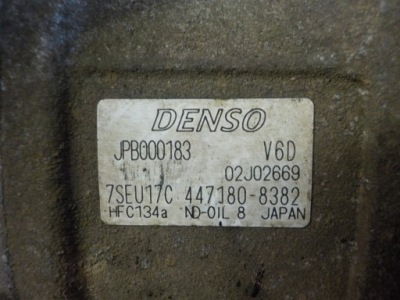 DENSO
JPB000183 V6D
02J02669
7SEU17C 447180-8382
HFC134a ND-OIL 8 JAPAN